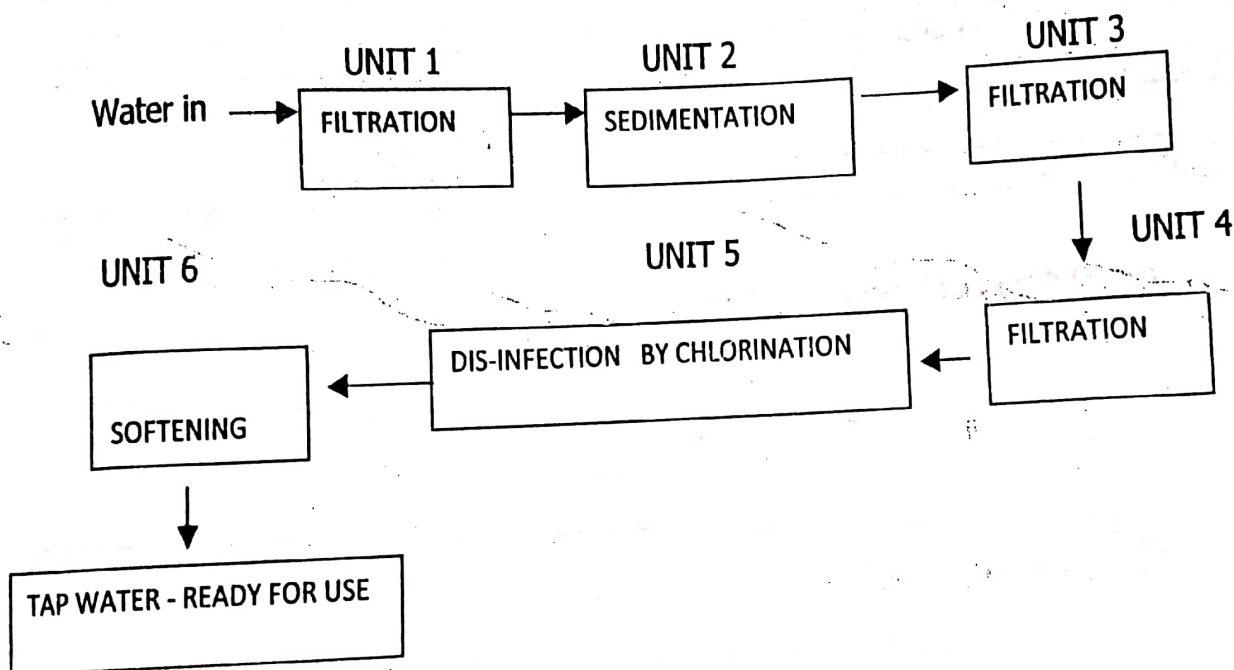 UNIT 1
UNIT 2
UNIT 3
Water in
FILTRATION
SEDIMENTATION
FILTRATION
UNIT 4
FILTRATION
UNIT 5
DIS-INFECTION BY CHLORINATION
UNIT 6
SOFTENING
TAP WATER - READY FOR USE